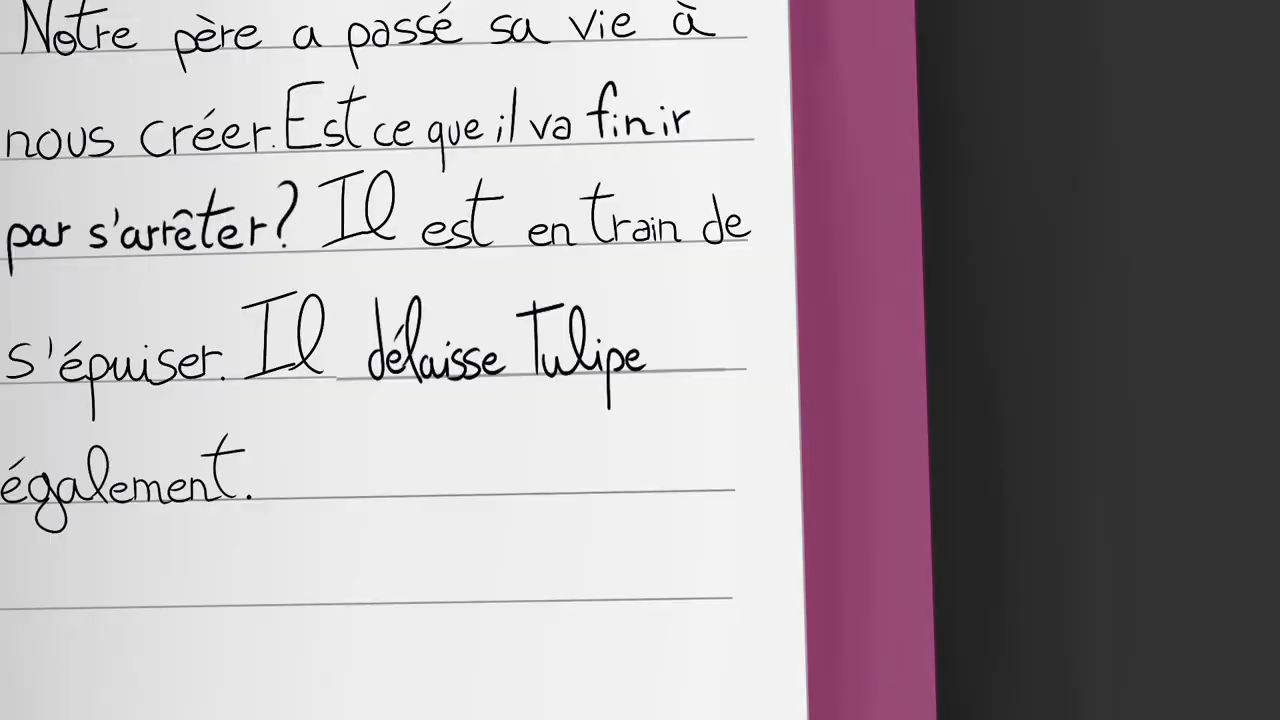 Notre père a passé sa vie à
nous créer. Est ce que il va finir
par s'arrêter? Il est en train de
s'épuiser. Il délaisse Tulipe
également.